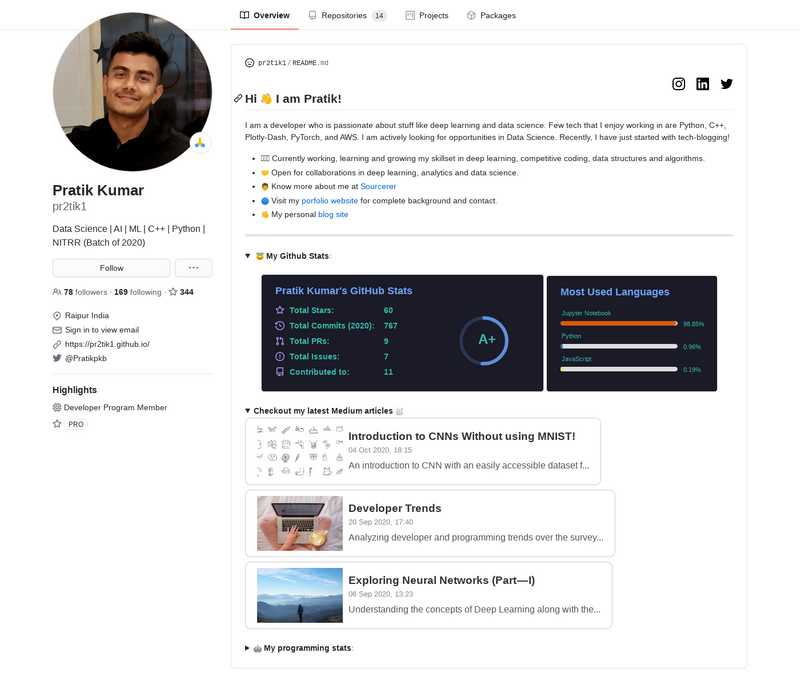 Overview
Repositories 14
Projects
Packages
Pratik Kumar
pr2tik1
Data Science | AI | ML | C++ | Python |
NITRR (Batch of 2020)
Follow
...
78 followers · 169 following · 344
Raipur India
Sign in to view email
https://pr2tik1.github.io/
@Pratikpkb
Highlights
Developer Program Member
PRO
pr2tik1/README.md
Hi 👋 I am Pratik!
I am a developer who is passionate about stuff like deep learning and data science. Few tech that I enjoy working in are Python, C++,
Plotly-Dash, PyTorch, and AWS. I am actively looking for opportunities in Data Science. Recently, I have just started with tech-blogging!
Currently working, learning and growing my skillset in deep learning, competitive coding, data structures and algorithms.
Open for collaborations in deep learning, analytics and data science.
Know more about me at Sourcerer
Visit my porfolio website for complete background and contact.
My personal blog site
My Github Stats:
Pratik Kumar's GitHub Stats
Total Stars: 60
Total Commits (2020): 767
Total PRs: 9
Total Issues: 7
Contributed to: 11
A+
Most Used Languages
Jupyter Notebook
98.85%
Python
0.96%
JavaScript
0.19%
Checkout my latest Medium articles
Introduction to CNNs Without using MNIST!
04 Oct 2020, 18:15
An introduction to CNN with an easily accessible dataset f...
Developer Trends
20 Sep 2020, 17:40
Analyzing developer and programming trends over the survey...
Exploring Neural Networks (Part—I)
06 Sep 2020, 13:23
Understanding the concepts of Deep Learning along with the...
My programming stats: